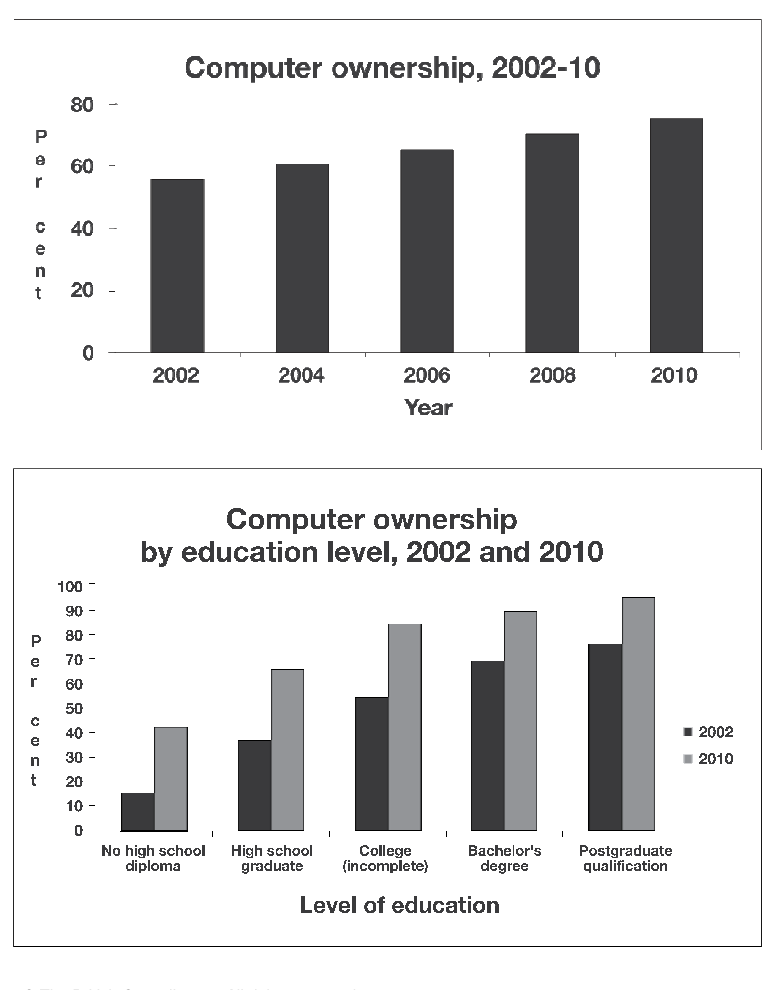 Computer ownership, 2002-10
Per cent
80
60
40
20
0
2002 2004 2006 2008 2010
Year
Computer ownership
by education level, 2002 and 2010
Per cent
100
90
80
70
60
50
40
30
20
10
0
2002
2010
No high school
diploma
High school
graduate
College
(incomplete)
Bachelor's
degree
Postgraduate
qualification
Level of education